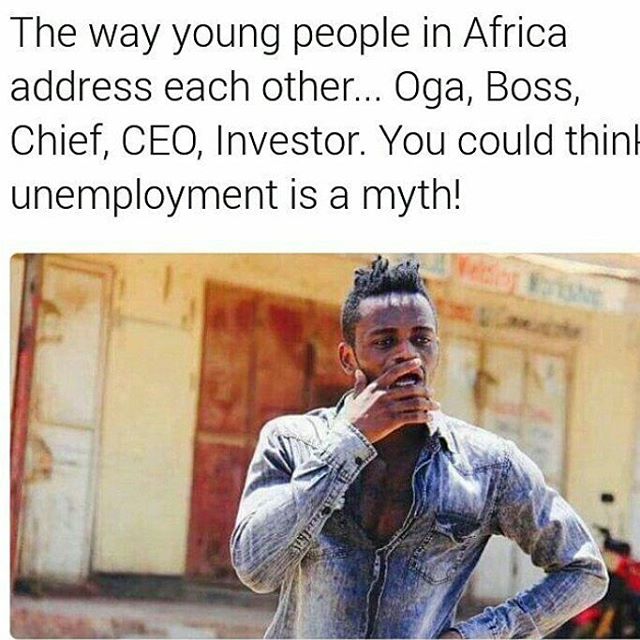 The way young people in Africa
address each other... Oga, Boss,
Chief, CEO, Investor. You could think
unemployment is a myth!